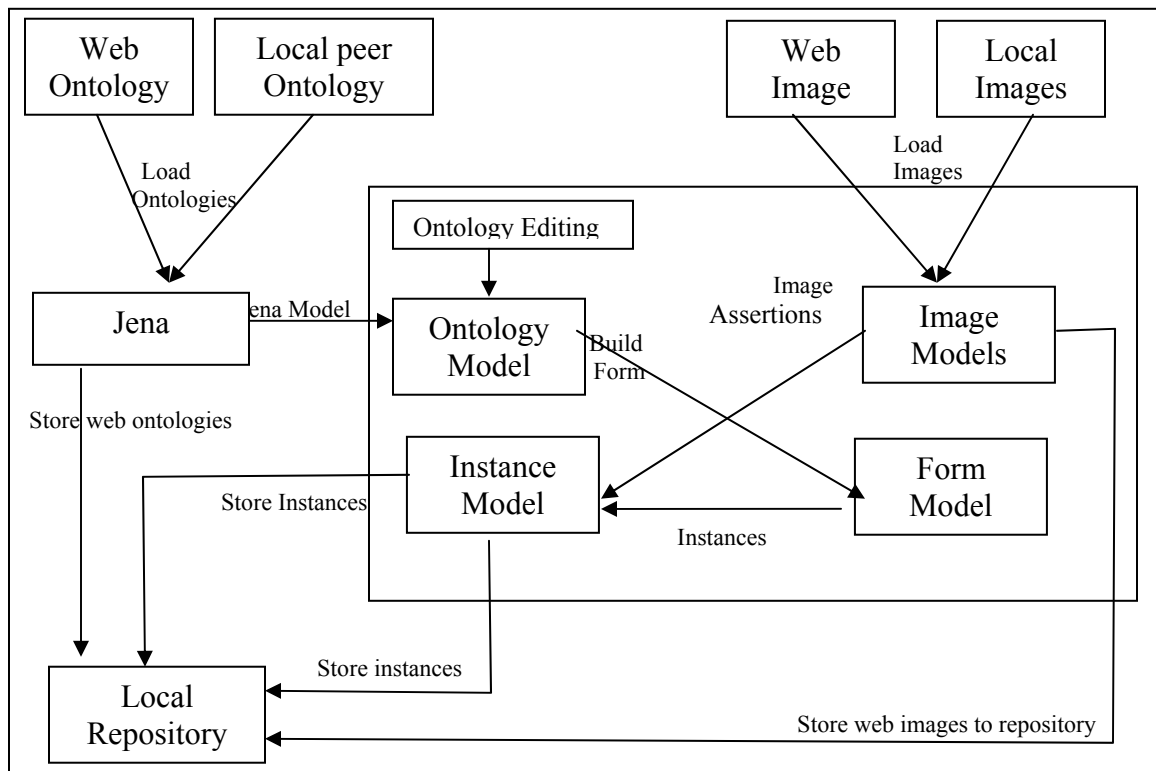 Web
Ontology
Local peer
Ontology
Web
Image
Local
Images
Load
Ontologies
Load
Images
Ontology Editing
Jena
ena Model
Ontology
Model
Build
Form
Image
Assertions
Image
Models
Store web ontologies
Instance
Model
Form
Model
Store Instances
Instances
Store instances
Local
Repository
Store web images to repository